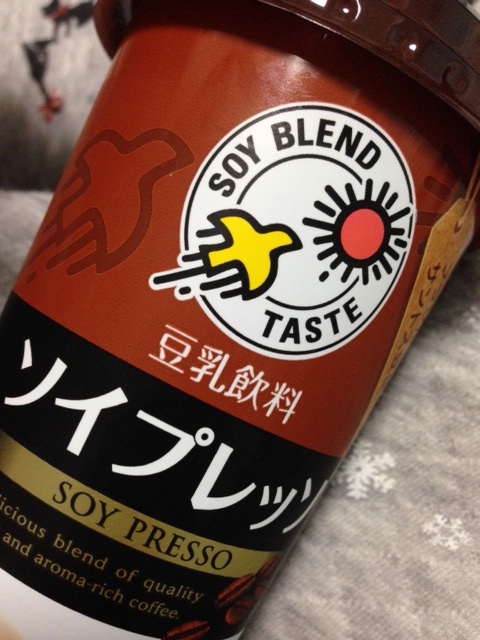 SOY BLEND
TASTE
豆乳飲料
ソイプレッソ
SOY PRESSO
licious blend of quality
and aroma-rich coffee.